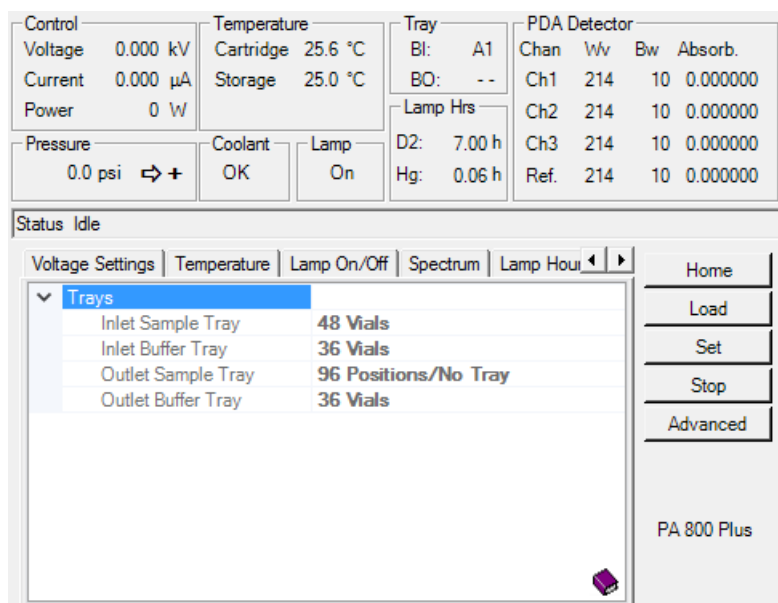 Control
Voltage 0.000 kV
Current 0.000 µA
Power 0 W
Temperature
Cartridge 25.6 °C
Storage 25.0 °C
Tray
BI: A1
BO: - -
PDA Detector
Chan Wv Bw Absorb.
Ch1 214 10 0.000000
Ch2 214 10 0.000000
Ch3 214 10 0.000000
Ref. 214 10 0.000000
Lamp Hrs
D2: 7.00 h
Hg: 0.06 h
Pressure
0.0 psi ⇨ +
Coolant
OK
Lamp
On
Status Idle
Voltage Settings Temperature Lamp On/Off Spectrum Lamp Hou
Trays
Inlet Sample Tray 48 Vials
Inlet Buffer Tray 36 Vials
Outlet Sample Tray 96 Positions/No Tray
Outlet Buffer Tray 36 Vials
Home
Load
Set
Stop
Advanced
PA 800 Plus